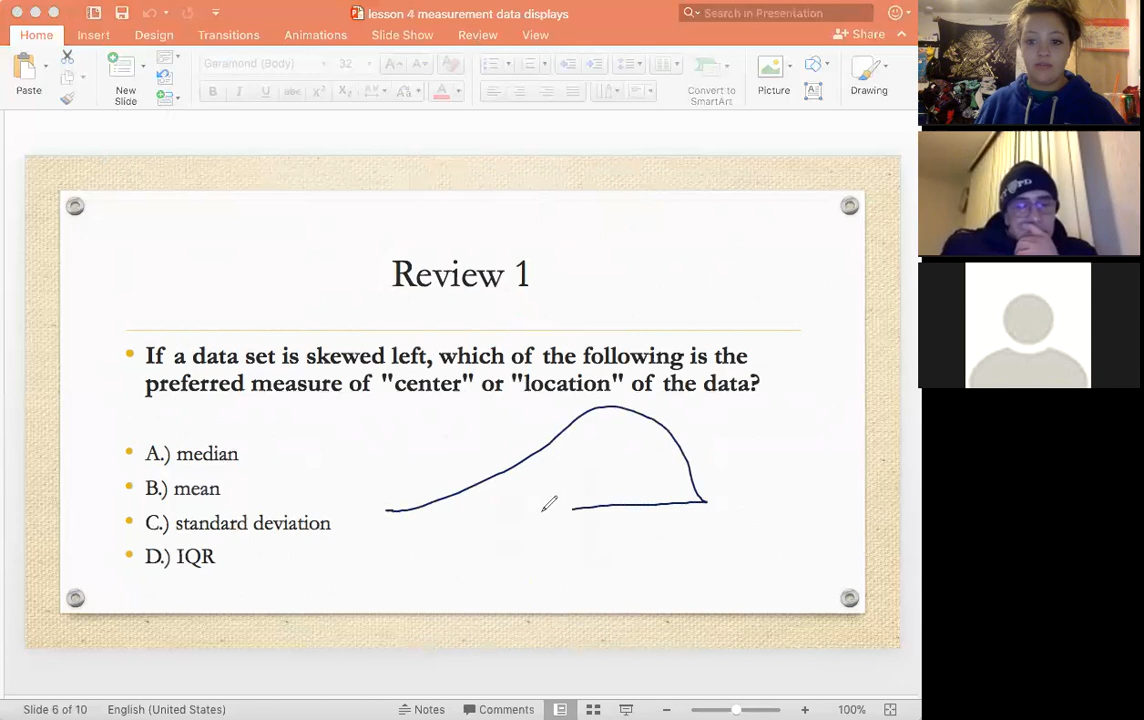 lesson 4 measurement data displays
Search in Presentation
Home Insert Design Transitions Animations Slide Show Review View Share
Garamond (Body) 32
Paste New Slide Convert to SmartArt Picture Drawing
Review 1
If a data set is skewed left, which of the following is the
preferred measure of "center" or "location" of the data?
A.) median
B.) mean
C.) standard deviation
D.) IQR
Slide 6 of 10 English (United States) Notes Comments 100%